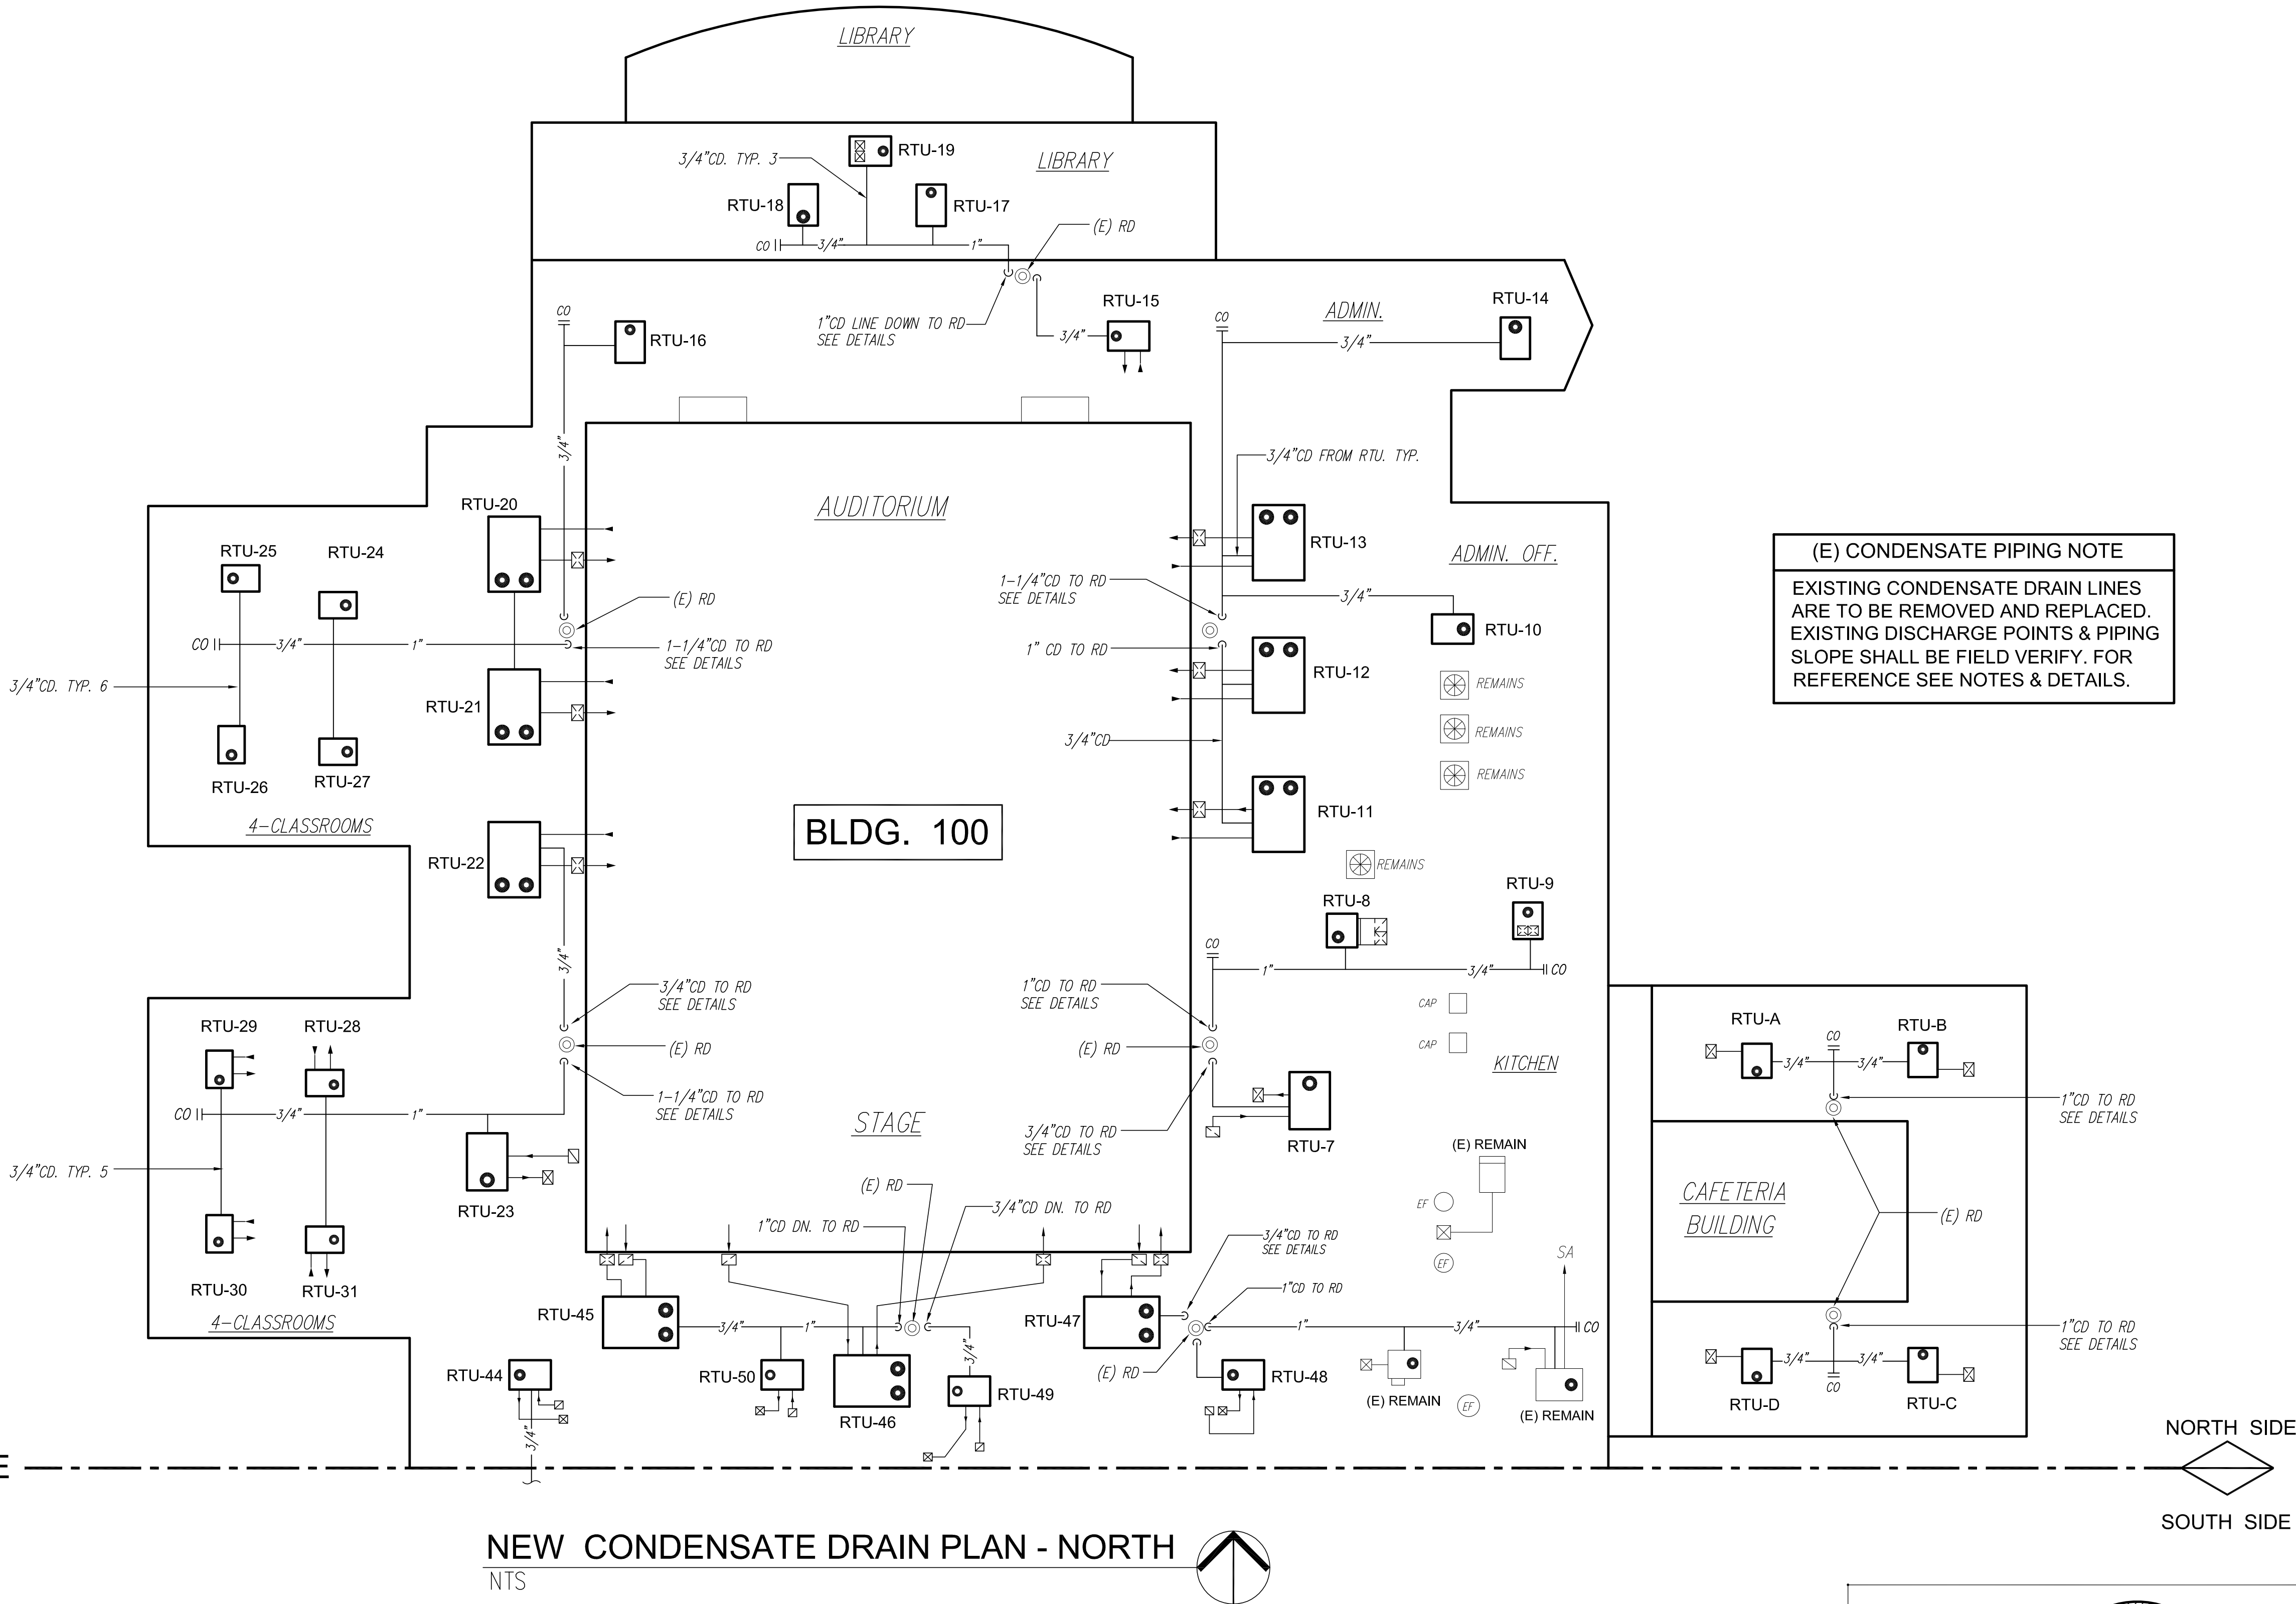 LIBRARY
3/4"CD. TYP. 3
RTU-19
LIBRARY
RTU-18
RTU-17
(E) RD
CO
3/4"
1"
1"CD LINE DOWN TO RD
SEE DETAILS
RTU-15
3/4"
ADMIN.
RTU-14
CO
RTU-16
CO
3/4"
3/4"
3/4"CD FROM RTU. TYP.
AUDITORIUM
RTU-20
RTU-13
ADMIN. OFF.
RTU-25
RTU-24
1-1/4"CD TO RD
SEE DETAILS
3/4"
(E) RD
RTU-10
CO
3/4"
1"
1-1/4"CD TO RD
SEE DETAILS
1" CD TO RD
RTU-12
REMAINS
3/4"CD. TYP. 6
RTU-21
REMAINS
3/4"CD
REMAINS
RTU-26
RTU-27
4-CLASSROOMS
BLDG. 100
RTU-11
RTU-22
REMAINS
RTU-8
RTU-9
(E) CONDENSATE PIPING NOTE
EXISTING CONDENSATE DRAIN LINES
ARE TO BE REMOVED AND REPLACED.
EXISTING DISCHARGE POINTS & PIPING
SLOPE SHALL BE FIELD VERIFY. FOR
REFERENCE SEE NOTES & DETAILS.
3/4"
CO
1"
3/4"
CO
3/4"CD TO RD
SEE DETAILS
1"CD TO RD
SEE DETAILS
CAP
CAP
RTU-29
RTU-28
(E) RD
(E) RD
KITCHEN
CO
3/4"
1"
1-1/4"CD TO RD
SEE DETAILS
STAGE
3/4"CD TO RD
SEE DETAILS
RTU-7
3/4"CD. TYP. 5
RTU-23
RTU-30
RTU-31
4-CLASSROOMS
(E) REMAIN
EF
EF
SA
RTU-A
CO
RTU-B
3/4"
3/4"
1"CD TO RD
SEE DETAILS
CAFETERIA
BUILDING
(E) RD
1"CD TO RD
SEE DETAILS
3/4"
3/4"
CO
RTU-D
RTU-C
(E) RD
1"CD DN. TO RD
3/4"CD DN. TO RD
3/4"CD TO RD
SEE DETAILS
1"CD TO RD
RTU-45
3/4"
1"
RTU-47
1"
3/4"
CO
3/4"
(E) RD
RTU-44
RTU-50
RTU-46
RTU-49
RTU-48
(E) REMAIN
EF
(E) REMAIN
3/4"
NORTH SIDE
SOUTH SIDE
NEW CONDENSATE DRAIN PLAN - NORTH
NTS